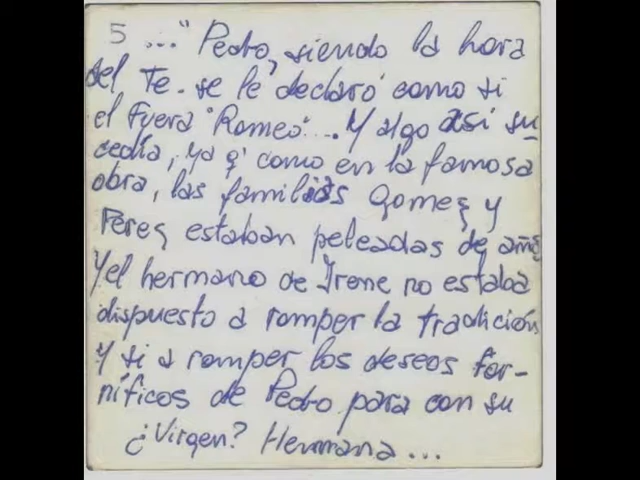 5 ..." Pedro, siendo la hora
del Te - se le declaró como si
el fuera "Romeo"... Y algo así su
cedía, ya q' como en la famosa
obra, las familias Gomez y
Perez estaban peleadas de años
Y el hermano de Irene no estaba
dispuesto a romper la tradición
Y si a romper los deseos for-
níficos de Pedro para con su
¿Virgen? Hermana...